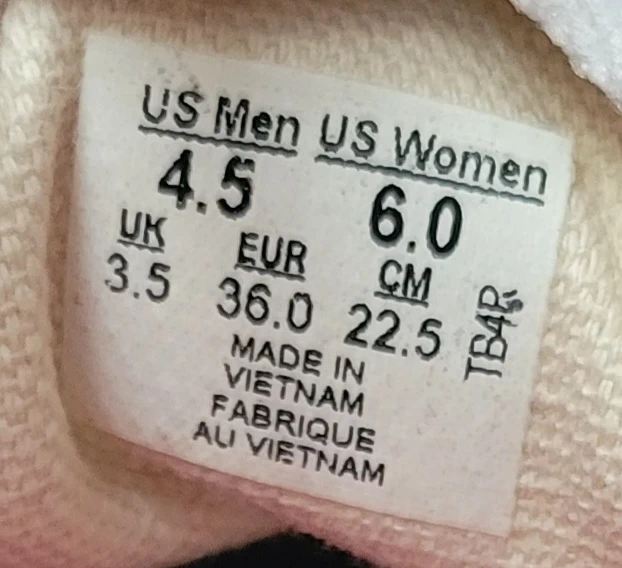 US Men US Women
4.5 6.0
UK EUR CM
3.5 36.0 22.5
MADE IN
VIETNAM
FABRIQUE
AU VIETNAM